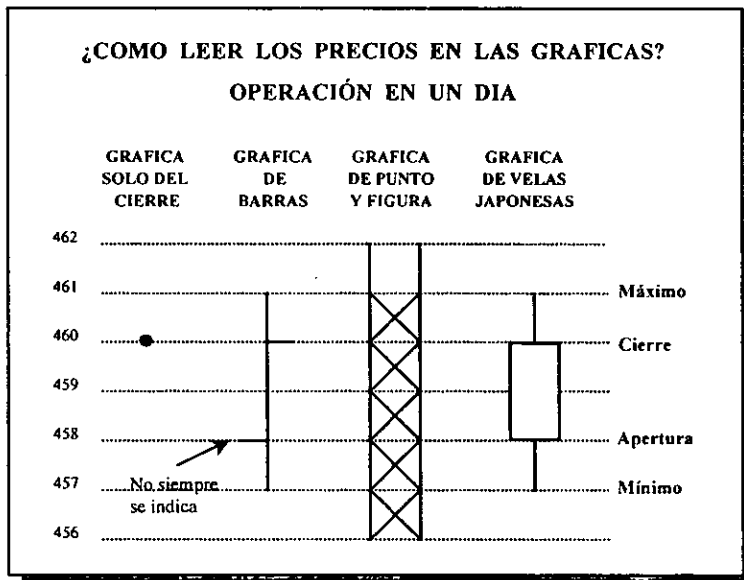 ¿COMO LEER LOS PRECIOS EN LAS GRAFICAS?
OPERACIÓN EN UN DIA
GRAFICA
SOLO DEL
CIERRE
GRAFICA
DE
BARRAS
GRAFICA
DE PUNTO
Y FIGURA
GRAFICA
DE VELAS
JAPONESAS
462
461
Máximo
460
Cierre
459
458
Apertura
457
Mínimo
456
No siempre
se indica